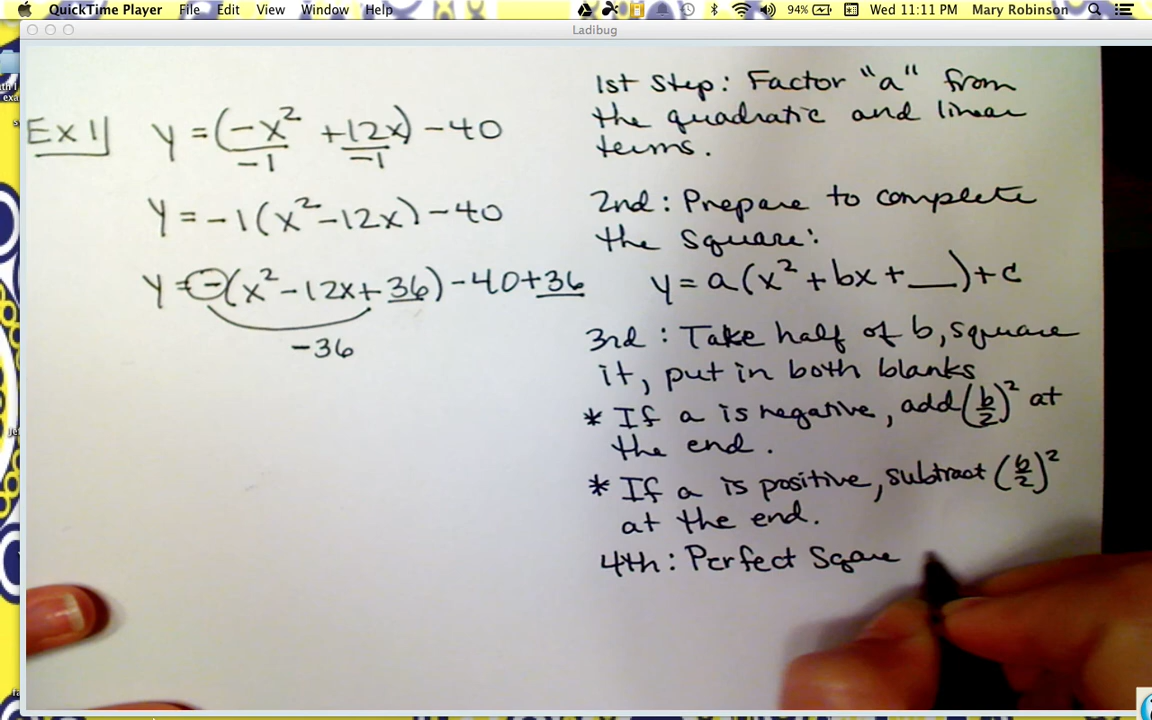 QuickTime Player File Edit View Window Help 94% Wed 11:11 PM Mary Robinson
Ladibug
Ex 1 y = (-x² + 12x) - 40
-1 -1
y = -1(x² - 12x) - 40
y = -(x² - 12x + 36) - 40 + 36
-36
1st Step: Factor "a" from
the quadratic and linear
terms.
2nd: Prepare to complete
the square:
y = a(x² + bx + __) + c
3rd: Take half of b, square
it, put in both blanks
* If a is negative, add (b/2)² at
the end.
* If a is positive, subtract (b/2)²
at the end.
4th: Perfect Sqare